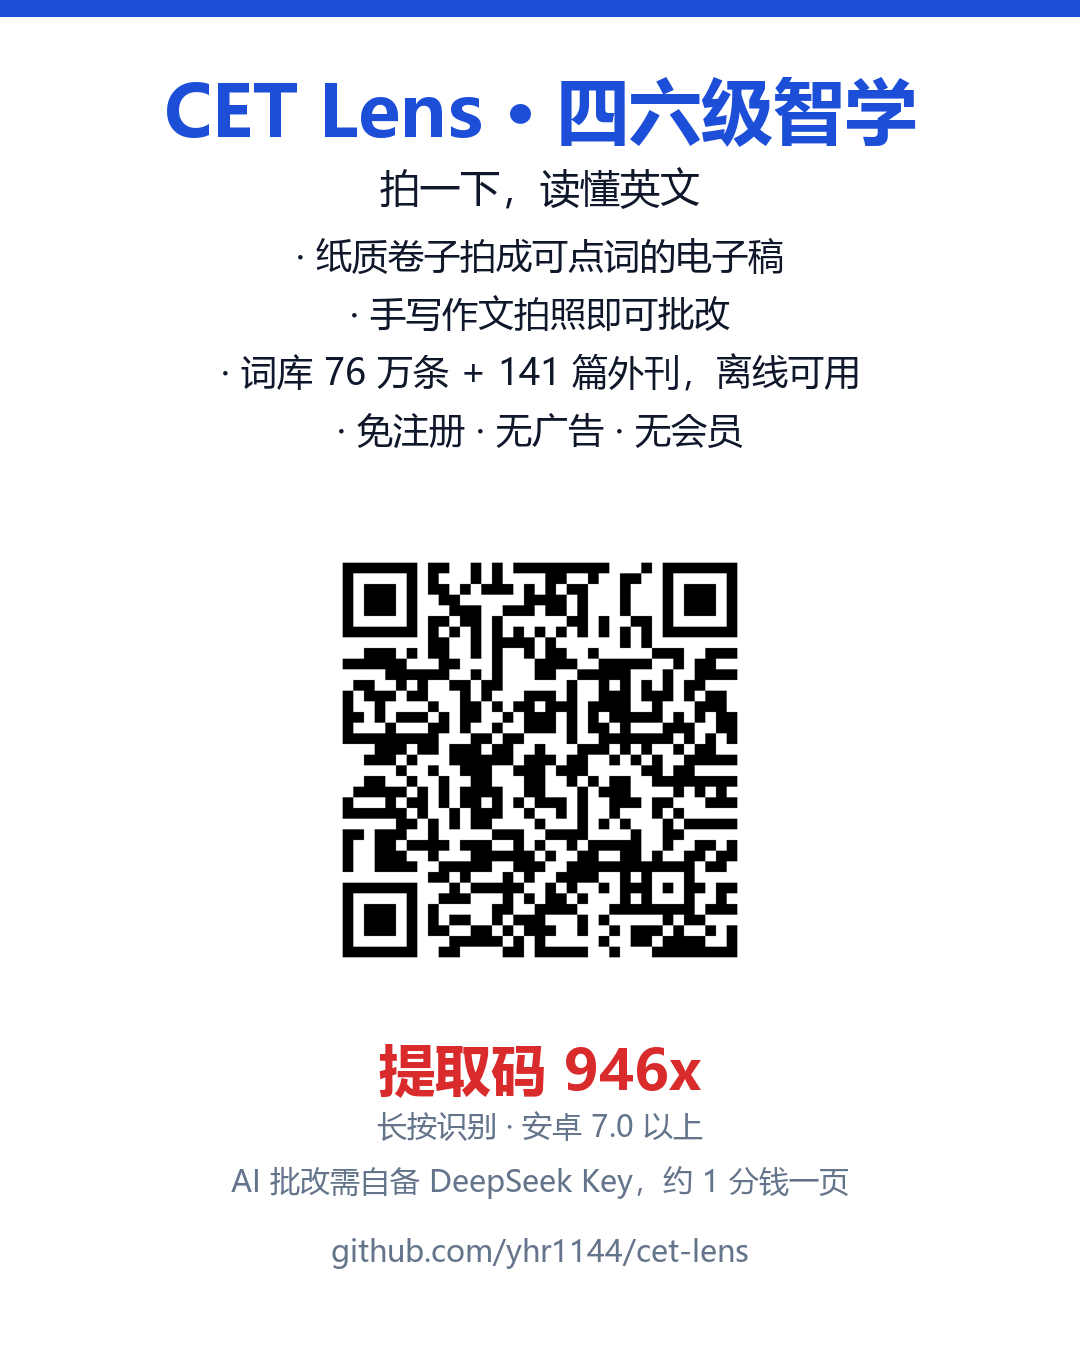 CET Lens · 四六级智学
拍一下，读懂英文
· 纸质卷子拍成可点词的电子稿
· 手写作文拍照即可批改
· 词库 76 万条 + 141 篇外刊，离线可用
· 免注册 · 无广告 · 无会员
提取码 946x
长按识别 · 安卓 7.0 以上
AI 批改需自备 DeepSeek Key，约 1 分钱一页
github.com/yhr1144/cet-lens